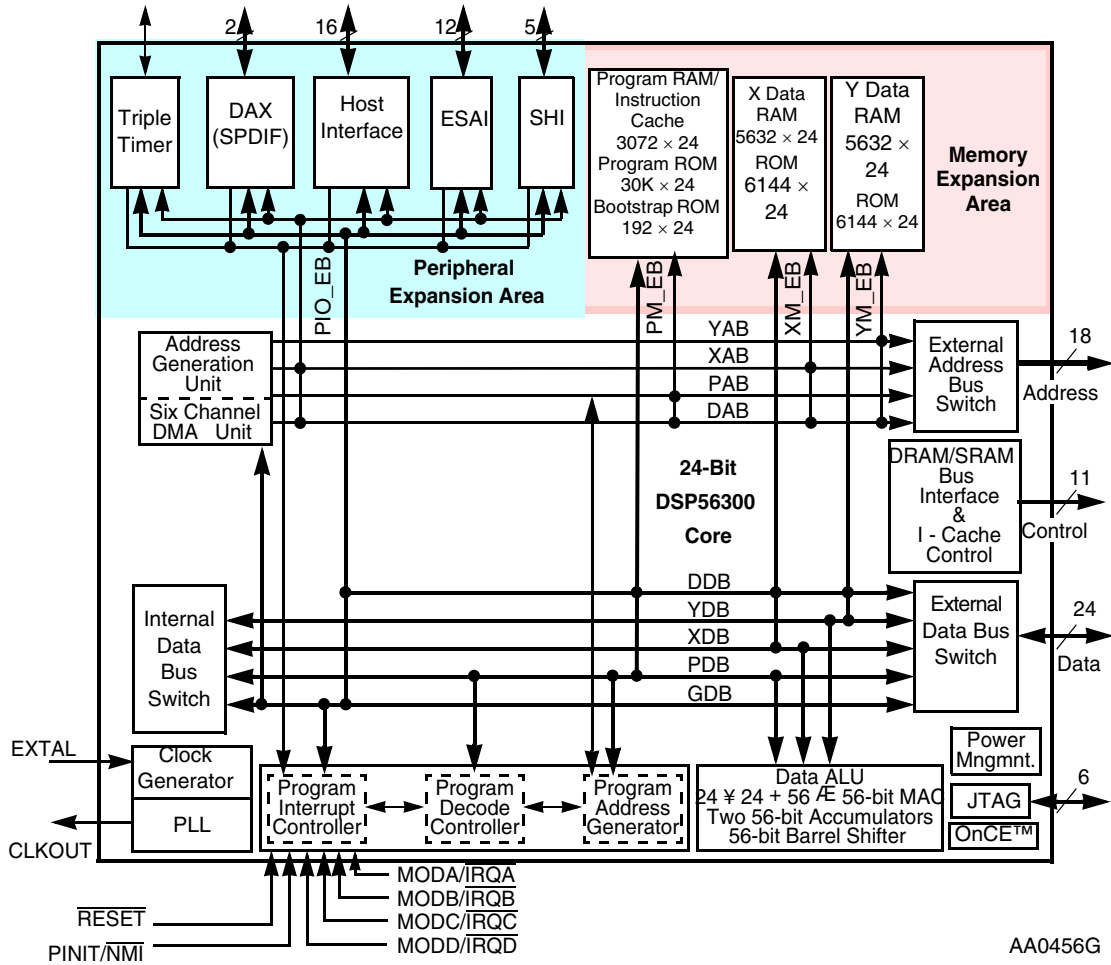 2
16
12
5
Triple
Timer
DAX
(SPDIF)
Host
Interface
ESAI
SHI
Program RAM/
Instruction
Cache
3072 × 24
Program ROM
30K × 24
Bootstrap ROM
192 × 24
X Data
RAM
5632 × 24
ROM
6144 ×
24
Y Data
RAM
5632 ×
24
ROM
6144 × 24
Memory
Expansion
Area
Peripheral
Expansion Area
PIO_EB
PM_EB
XM_EB
YM_EB
Address
Generation
Unit
Six Channel
DMA Unit
YAB
XAB
PAB
DAB
External
Address
Bus
Switch
18
Address
24-Bit
DSP56300
Core
DRAM/SRAM
Bus
Interface
&
I - Cache
Control
11
Control
Internal
Data
Bus
Switch
DDB
YDB
XDB
PDB
GDB
External
Data Bus
Switch
24
Data
EXTAL
Clock
Generator
PLL
CLKOUT
Program
Interrupt
Controller
Program
Decode
Controller
Program
Address
Generator
Data ALU
24 ¥ 24 + 56 Æ 56-bit MAC
Two 56-bit Accumulators
56-bit Barrel Shifter
Power
Mngmnt.
JTAG
OnCE™
6
MODA/IRQA
MODB/IRQB
MODC/IRQC
MODD/IRQD
RESET
PINIT/NMI
AA0456G